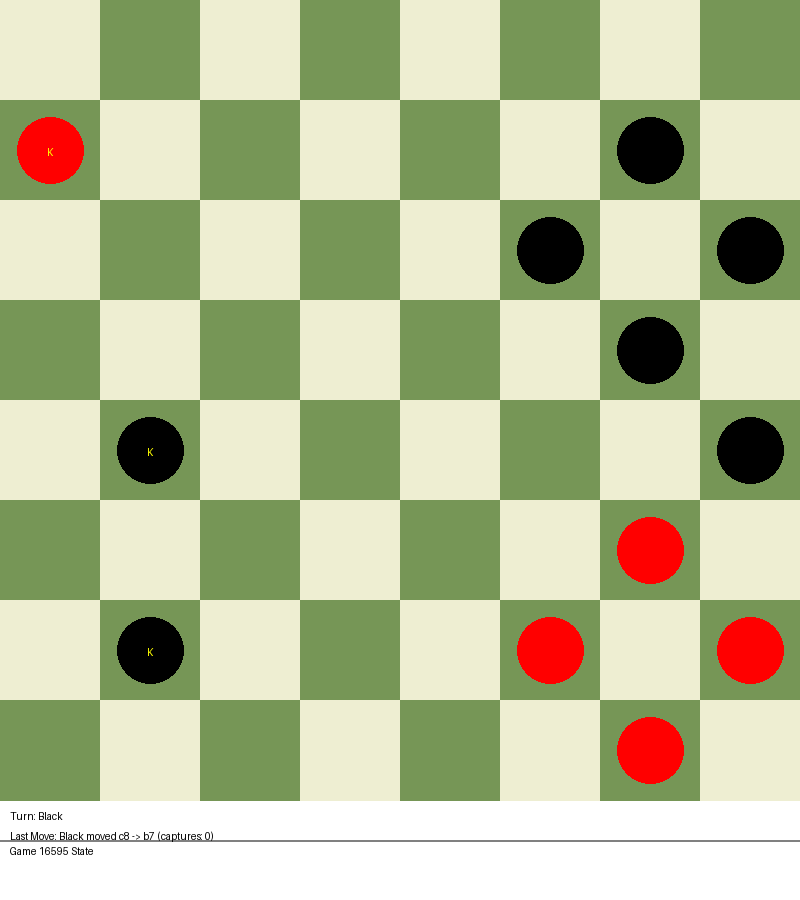 K
K
K
Turn: Black
Last Move: Black moved c8 -> b7 (captures: 0)
Game 16595 State